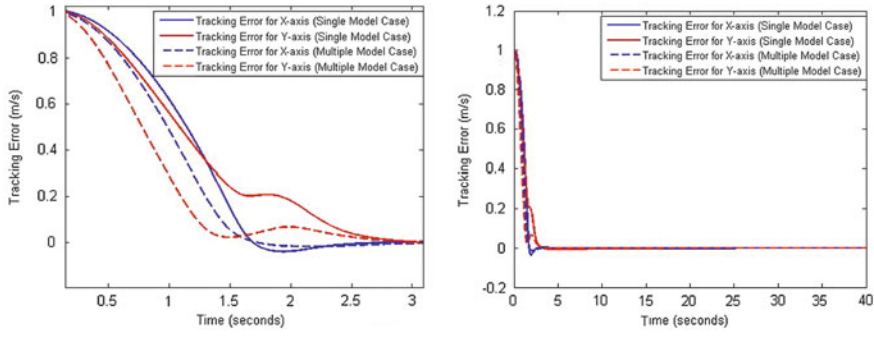 Tracking Error for X-axis (Single Model Case)
Tracking Error for Y-axis (Single Model Case)
Tracking Error for X-axis (Multiple Model Case)
Tracking Error for Y-axis (Multiple Model Case)
1
0.8
0.6
0.4
0.2
0
Tracking Error (m/s)
0.5 1 1.5 2 2.5 3
Time (seconds)
1.2
1
0.8
0.6
0.4
0.2
0
-0.2
Tracking Error (m/s)
Tracking Error for X-axis (Single Model Case)
Tracking Error for Y-axis (Single Model Case)
Tracking Error for X-axis (Multiple Model Case)
Tracking Error for Y-axis (Multiple Model Case)
0 5 10 15 20 25 30 35 40
Time (seconds)